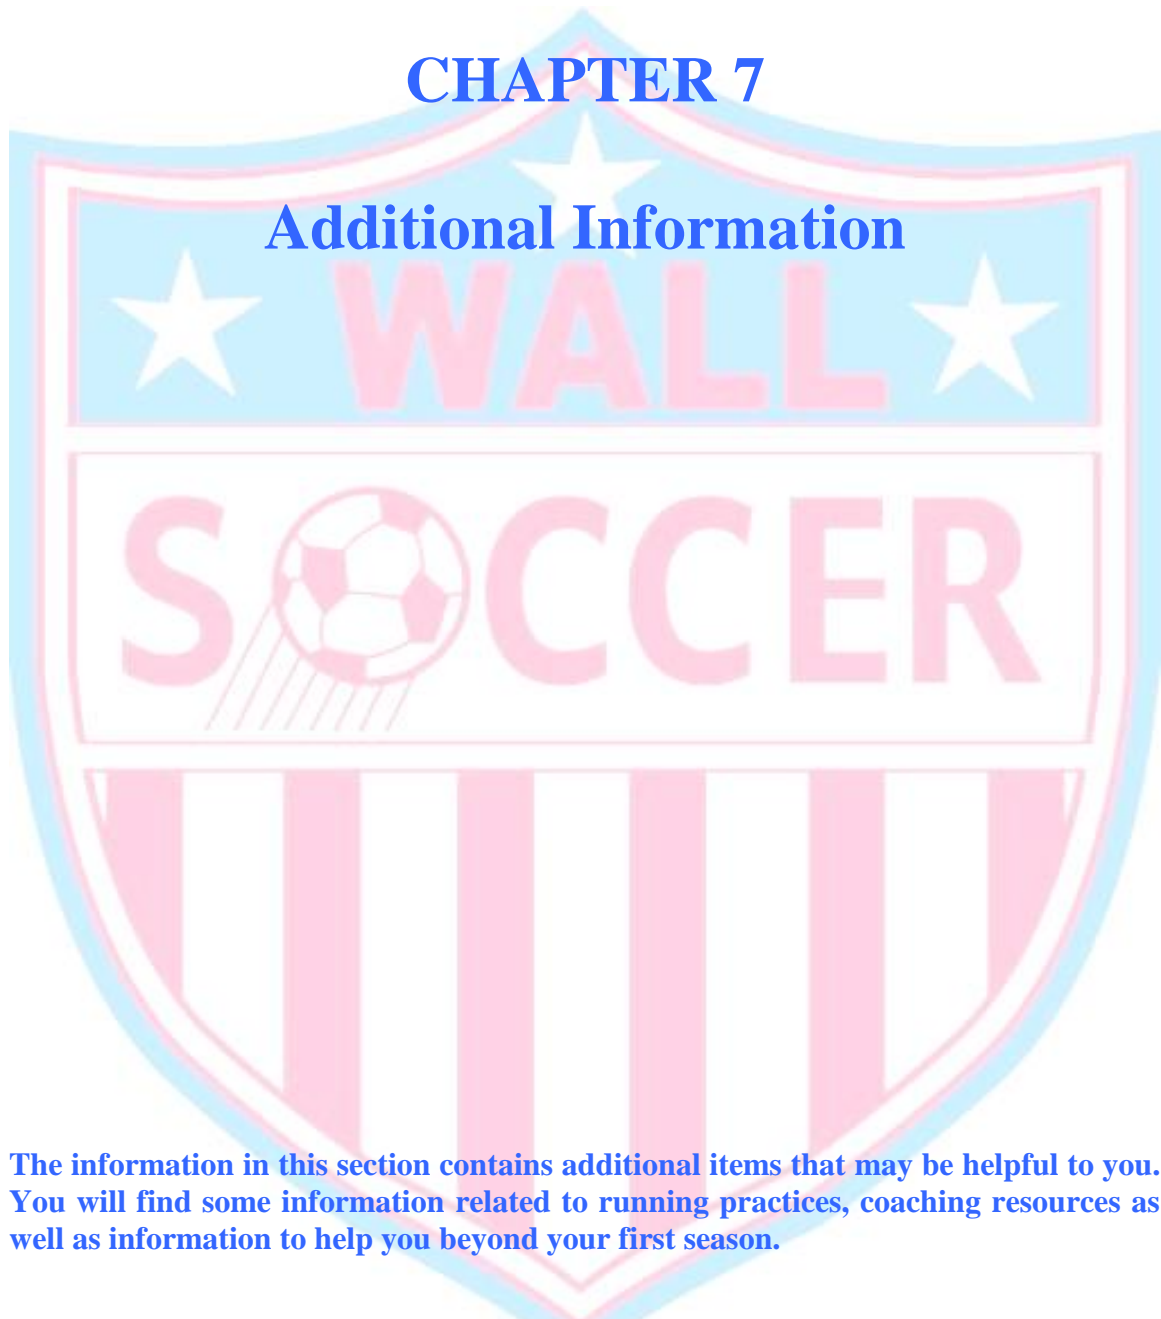 CHAPTER 7
Additional Information
WALL
SOCCER
The information in this section contains additional items that may be helpful to you.
You will find some information related to running practices, coaching resources as
well as information to help you beyond your first season.